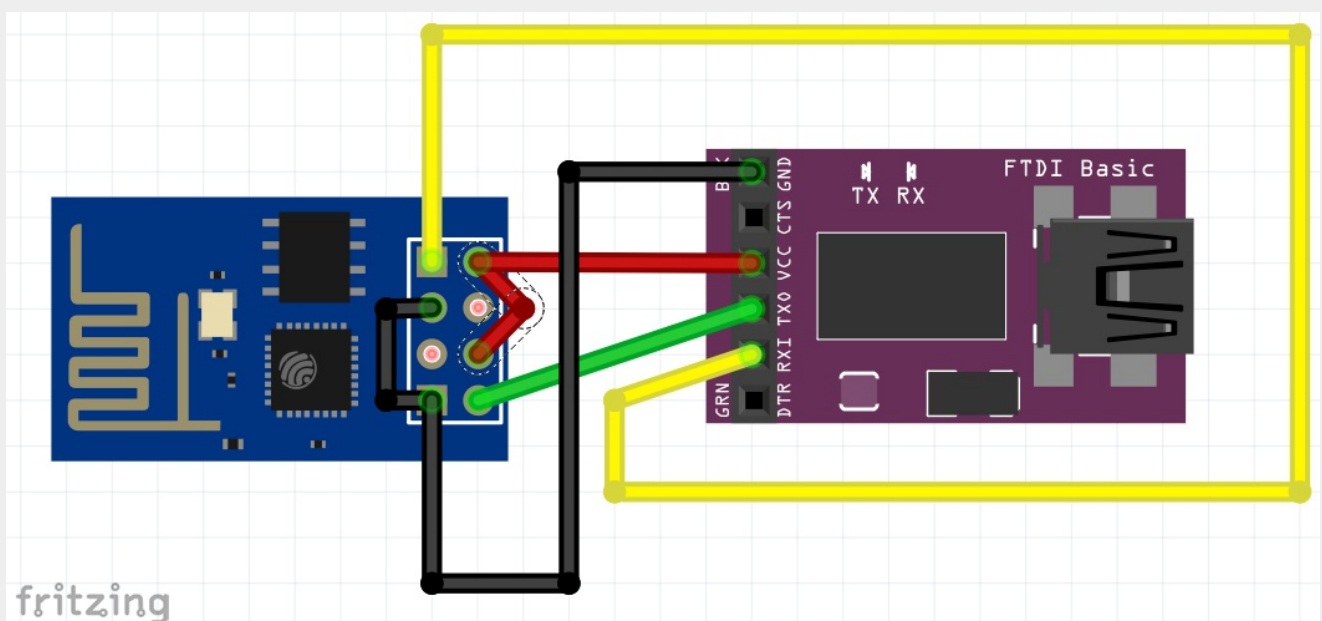 FTDI Basic
TX RX
GND
CTS
VCC
TXO
RXI
DTR
GRN
fritzing